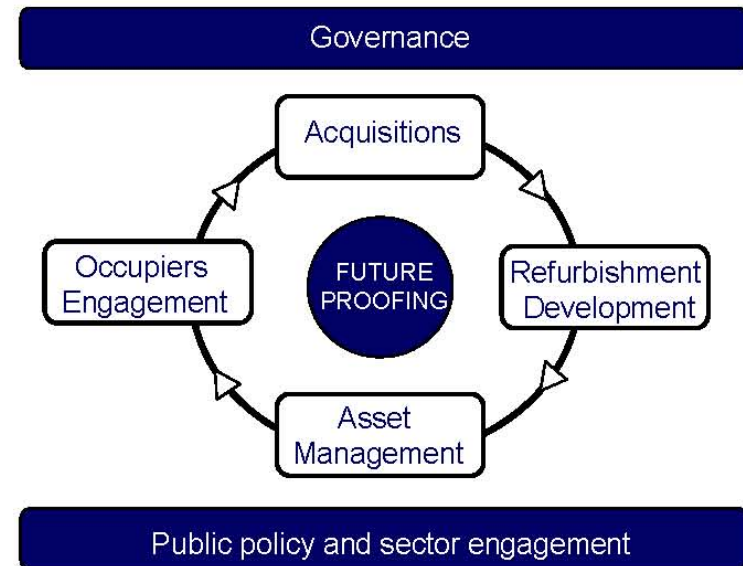 Governance
Acquisitions
Occupiers
Engagement
FUTURE
PROOFING
Refurbishment
Development
Asset
Management
Public policy and sector engagement